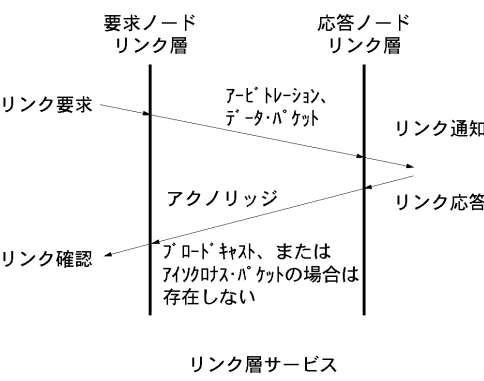 要求ノード
リンク層
応答ノード
リンク層
リンク要求
ｱｰﾋﾞﾄﾚｰｼｮﾝ、
ﾃﾞｰﾀ･ﾊﾟｹｯﾄ
リンク通知
アクノリッジ
リンク応答
リンク確認
ﾌﾞﾛｰﾄﾞｷｬｽﾄ、または
ｱｲｿｸﾛﾅｽ･ﾊﾟｹｯﾄの場合は
存在しない
リンク層サービス